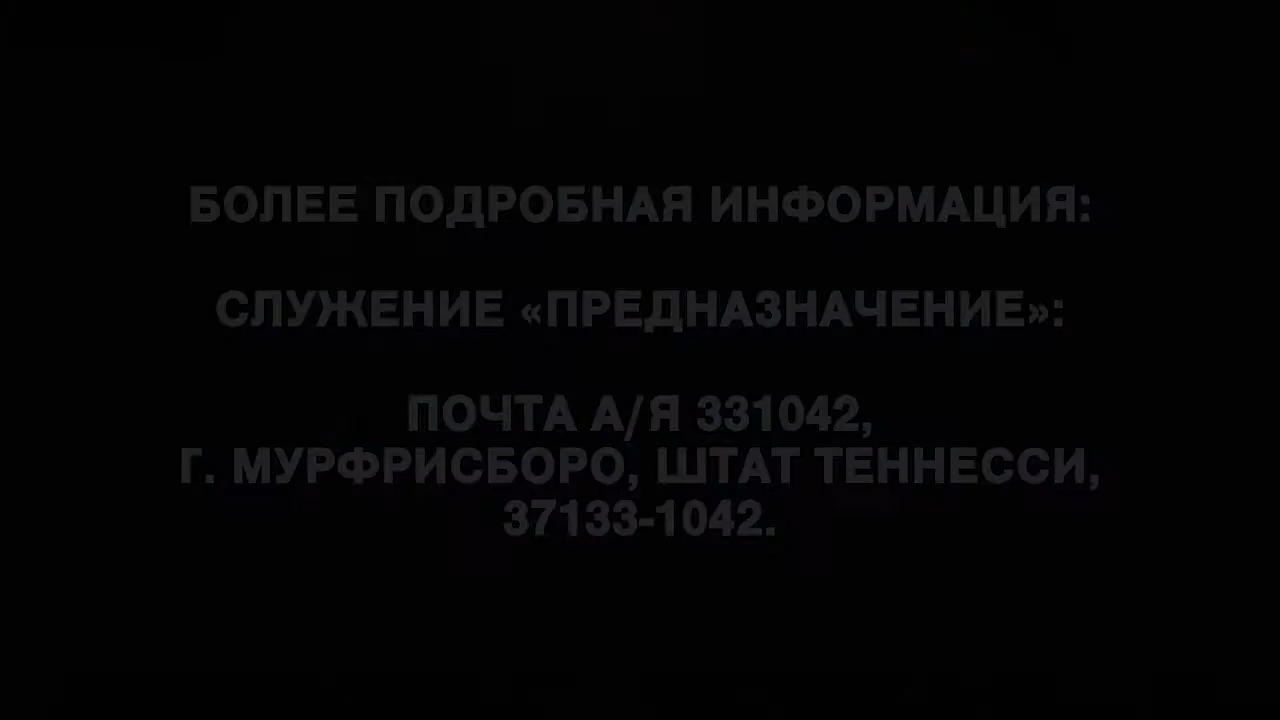 БОЛЕЕ ПОДРОБНАЯ ИНФОРМАЦИЯ:
СЛУЖЕНИЕ «ПРЕДНАЗНАЧЕНИЕ»:
ПОЧТА А/Я 331042,
Г. МУРФРИСБОРО, ШТАТ ТЕННЕССИ,
37133-1042.